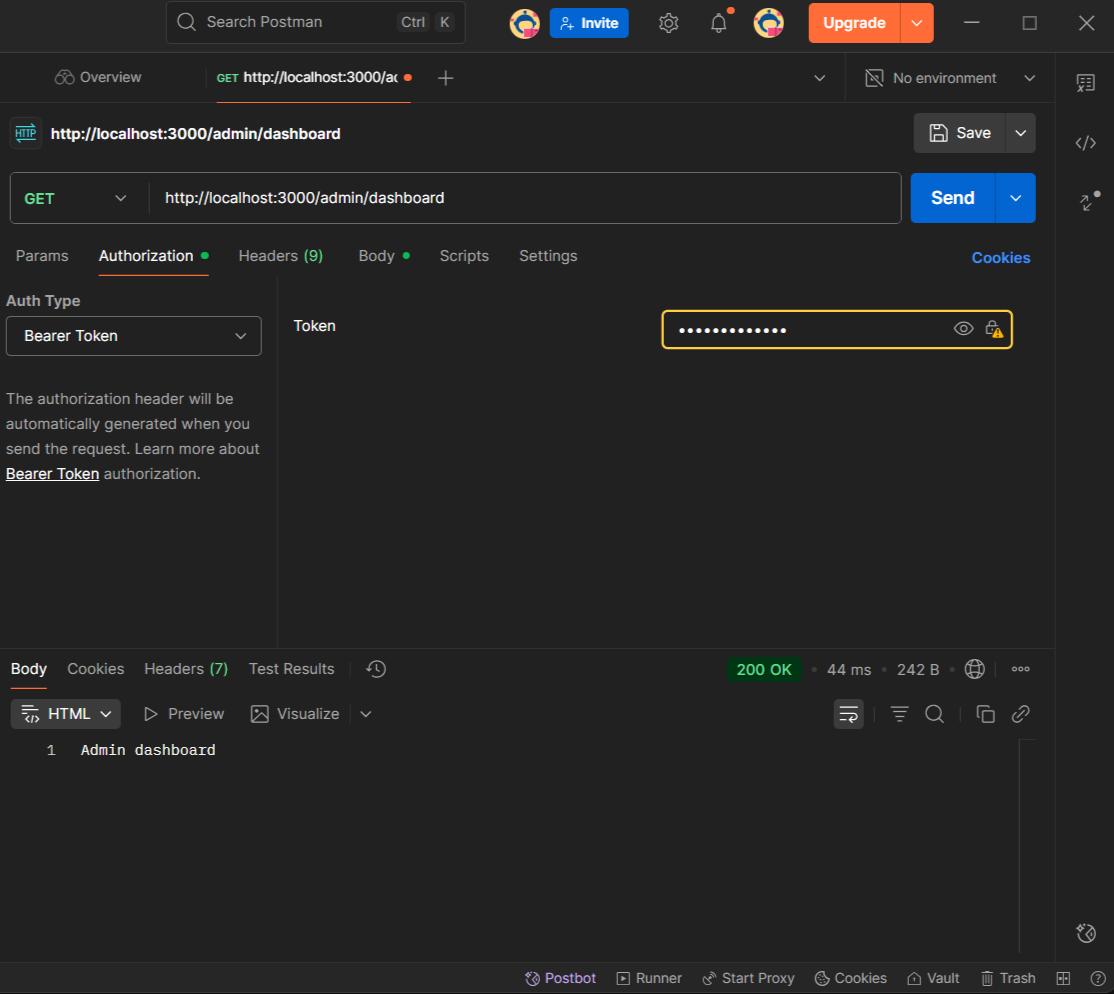 Search Postman Ctrl K Invite Upgrade
Overview GET http://localhost:3000/ac No environment
HTTP http://localhost:3000/admin/dashboard Save
GET http://localhost:3000/admin/dashboard Send
Params Authorization Headers (9) Body Scripts Settings Cookies
Auth Type
Bearer Token
Token •••••••••••••
The authorization header will be
automatically generated when you
send the request. Learn more about
Bearer Token authorization.
Body Cookies Headers (7) Test Results 200 OK • 44 ms • 242 B •
HTML Preview Visualize
1 Admin dashboard
Postbot Runner Start Proxy Cookies Vault Trash